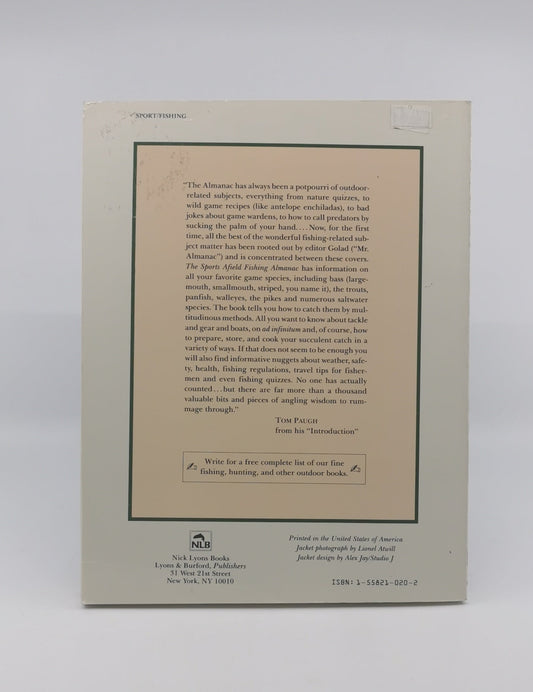 SPORT/FISHING
"The Almanac has always been a potpourri of outdoor-
related subjects, everything from nature quizzes, to
wild game recipes (like antelope enchiladas), to bad
jokes about game wardens, to how to call predators by
sucking the palm of your hand. . . . Now, for the first
time, all the best of the wonderful fishing-related sub-
ject matter has been rooted out by editor Golad ("Mr.
Almanac") and is concentrated between these covers.
The Sports Afield Fishing Almanac has information on
all your favorite game species, including bass (large-
mouth, smallmouth, striped, you name it), the trouts,
panfish, walleyes, the pikes and numerous saltwater
species. The book tells you how to catch them by mul-
titudinous methods. All you want to know about tackle
and gear and boats, on ad infinitum and, of course, how
to prepare, store, and cook your succulent catch in a
variety of ways. If that does not seem to be enough you
will also find informative nuggets about weather, safe-
ty, health, fishing regulations, travel tips for fisher-
men and even fishing quizzes. No one has actually
counted . . . but there are far more than a thousand
valuable bits and pieces of angling wisdom to rum-
mage through."
TOM PAUGH
from his "Introduction"
Write for a free complete list of our fine
fishing, hunting, and other outdoor books.
NLB
Nick Lyons Books
Lyons & Burford, Publishers
31 West 21st Street
New York, NY 10010
Printed in the United States of America
Jacket photograph by Lionel Atwill
Jacket design by Alex Jay/Studio J
ISBN: 1-55821-020-2